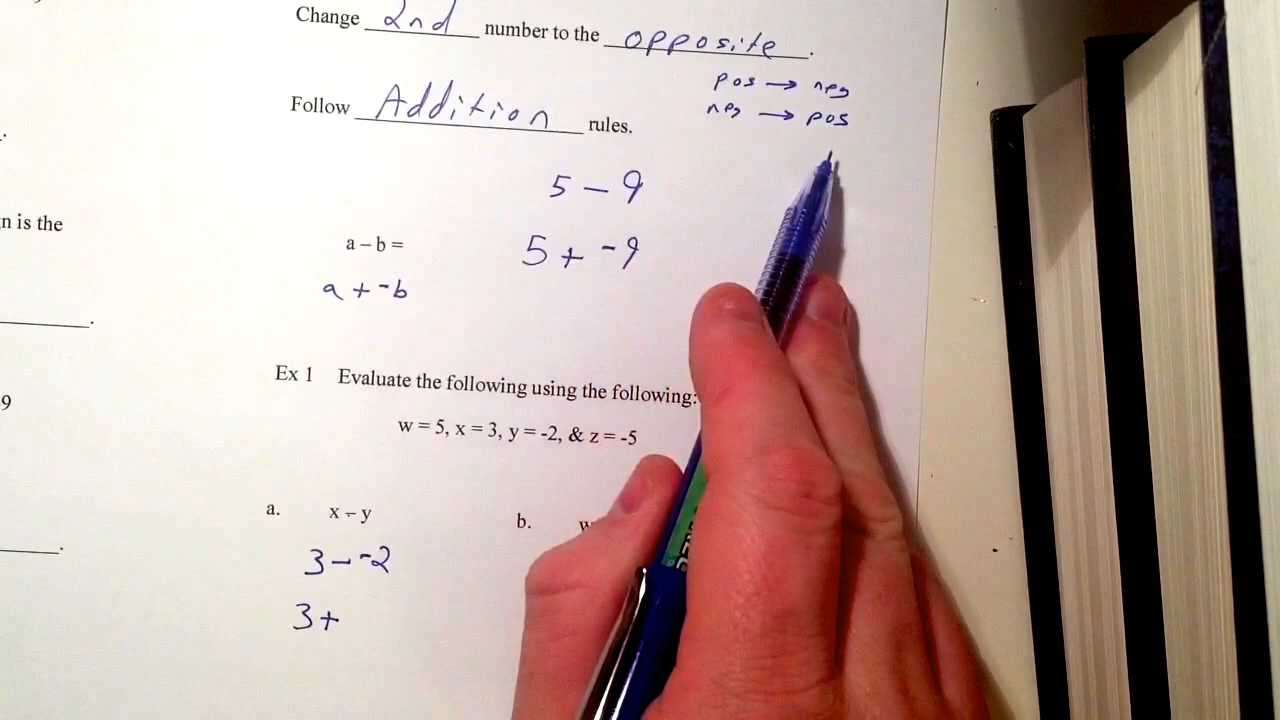 Change 2nd number to the opposite.
pos → neg
neg → pos
Follow Addition rules.
n is the
5 – 9
a – b =
5 + -9
a + -b
Ex 1 Evaluate the following using the following:
9
w = 5, x = 3, y = -2, & z = -5
a. x – y
b. w
3 – -2
3 +